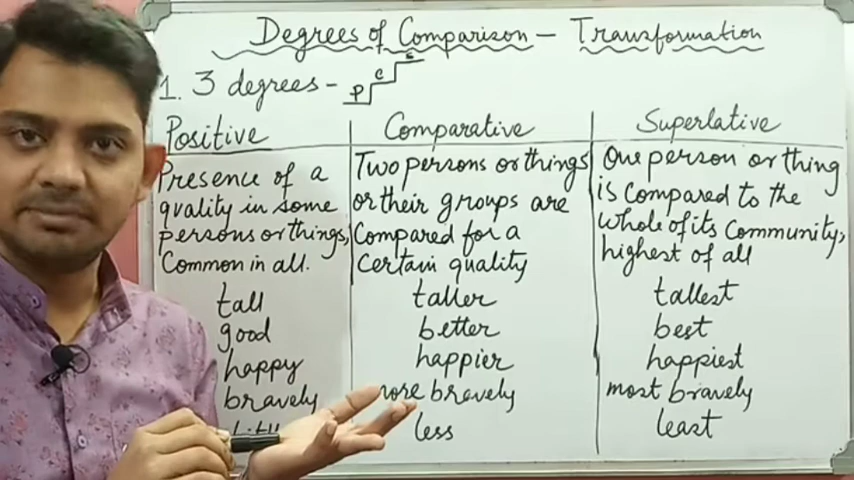 Degrees of Comparison - Transformation
1. 3 degrees - P C S
Positive
Presence of a
quality in some
persons or things,
Common in all.
tall
good
happy
bravely
Comparative
Two persons or things
or their groups are
Compared for a
Certain quality
taller
better
happier
more bravely
less
Superlative
One person or thing
is Compared to the
whole of its Community,
highest of all
tallest
best
happiest
most bravely
least